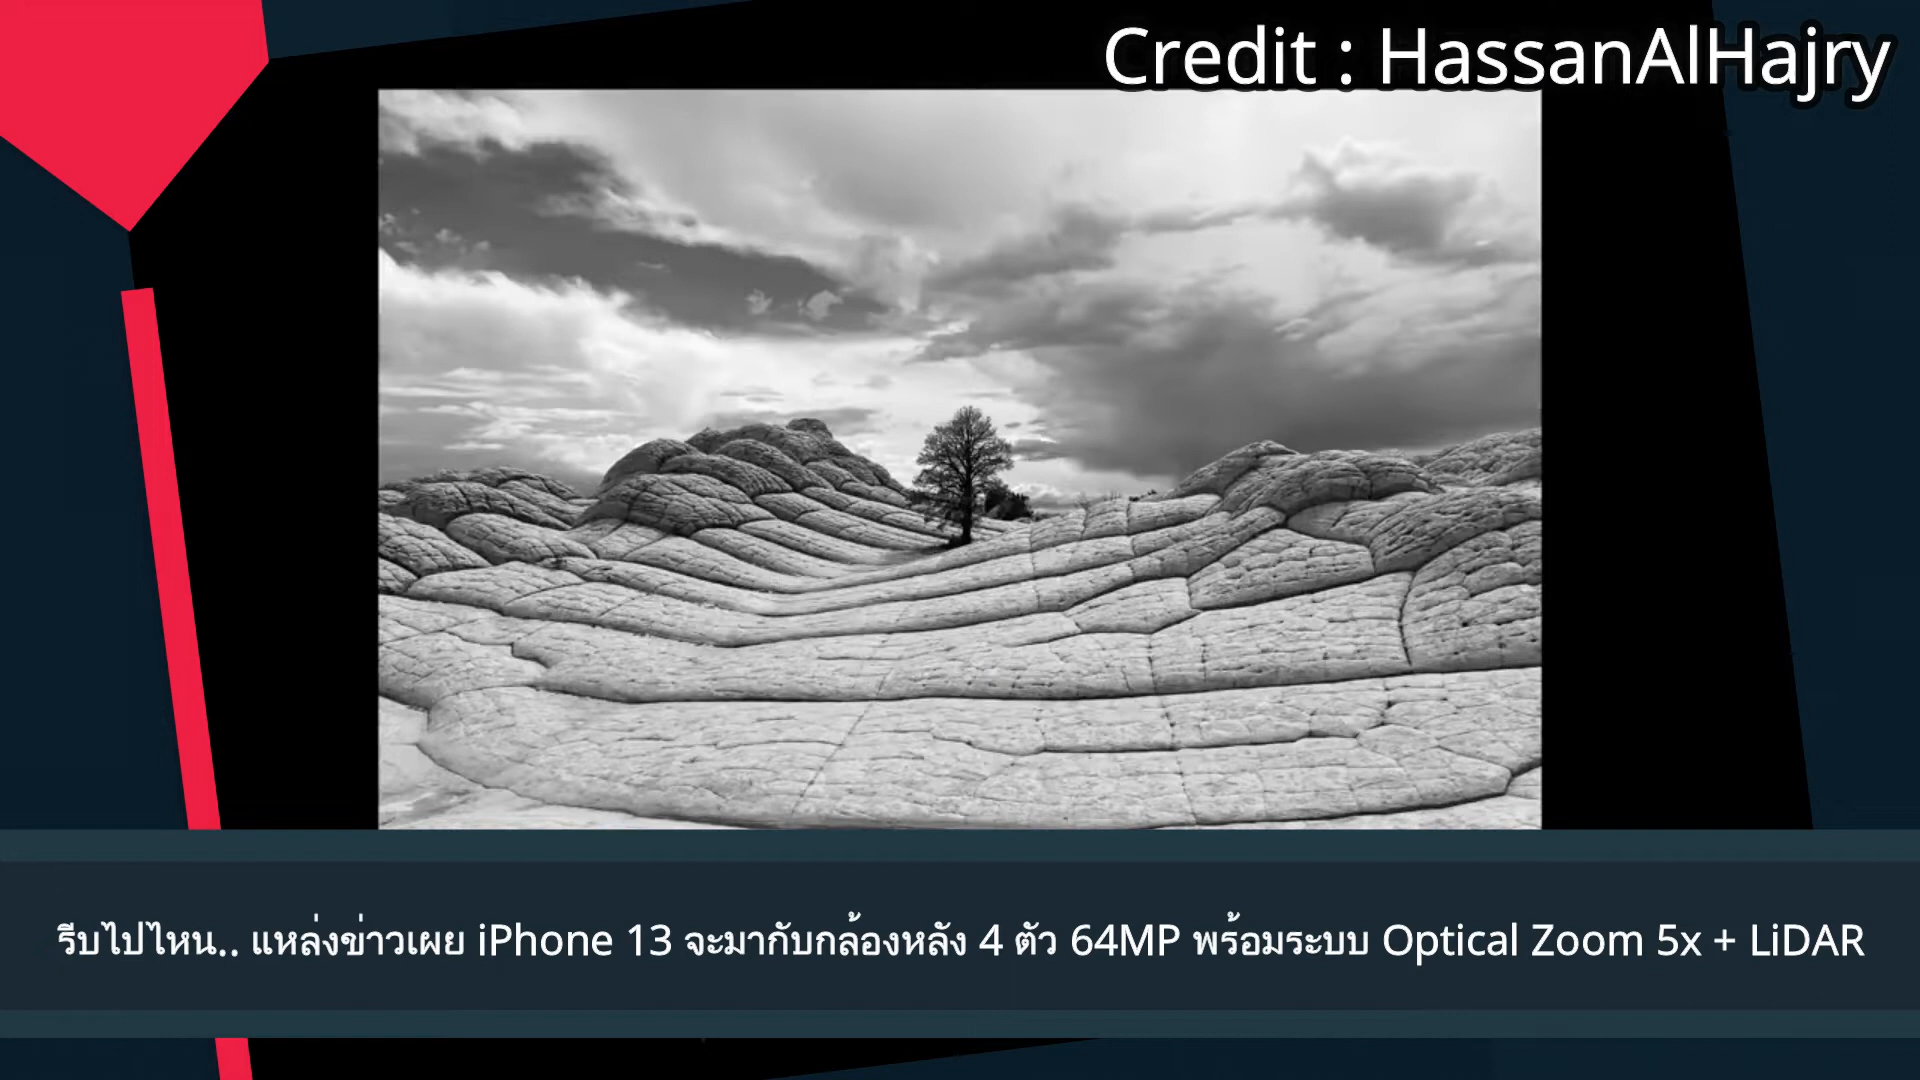 Credit : HassanAlHajry
รีบไปไหน.. แหล่งข่าวเผย iPhone 13 จะมากับกล้องหลัง 4 ตัว 64MP พร้อมระบบ Optical Zoom 5x + LiDAR